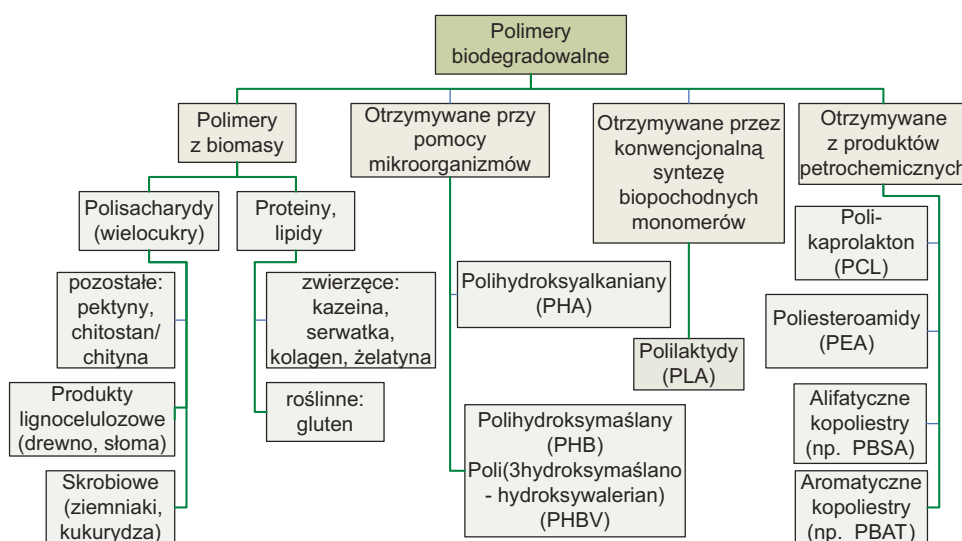 Polimery
biodegradowalne
Polimery
z biomasy
Otrzymywane przy
pomocy
mikroorganizmów
Otrzymywane przez
konwencjonalną
syntezę
biopochodnych
monomerów
Otrzymywane
z produktów
petrochemicznych
Polisacharydy
(wielocukry)
Proteiny,
lipidy
pozostałe:
pektyny,
chitostan/
chityna
Produkty
lignocelulozowe
(drewno, słoma)
Skrobiowe
(ziemniaki,
kukurydza)
zwierzęce:
kazeina,
serwatka,
kolagen, żelatyna
roślinne:
gluten
Polihydroksyalkaniany
(PHA)
Polihydroksymaślany
(PHB)
Poli(3hydroksymaślano
- hydroksywalerian)
(PHBV)
Polilaktydy
(PLA)
Poli-
kaprolakton
(PCL)
Poliesteroamidy
(PEA)
Alifatyczne
kopoliestry
(np. PBSA)
Aromatyczne
kopoliestry
(np. PBAT)